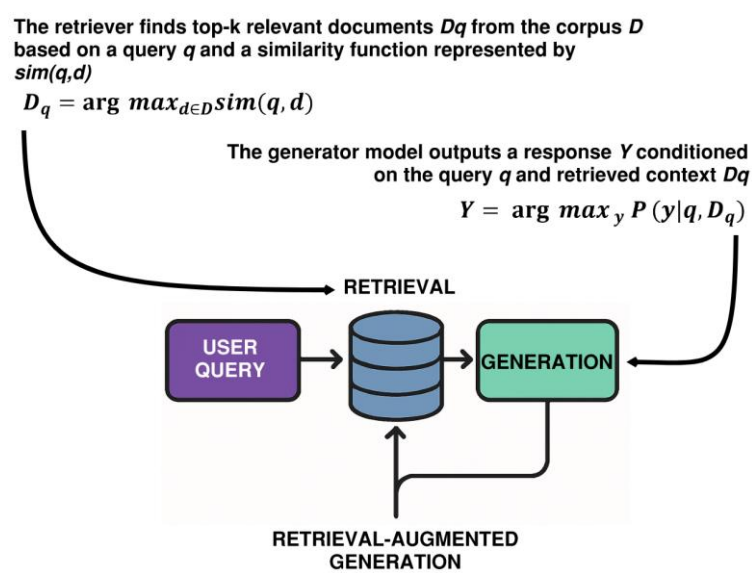 The retriever finds top-k relevant documents Dq from the corpus D
based on a query q and a similarity function represented by
sim(q,d)
D_q = arg max_{d∈D} sim(q, d)
The generator model outputs a response Y conditioned
on the query q and retrieved context Dq
Y = arg max_y P (y|q, D_q)
RETRIEVAL
USER
QUERY
GENERATION
RETRIEVAL-AUGMENTED
GENERATION